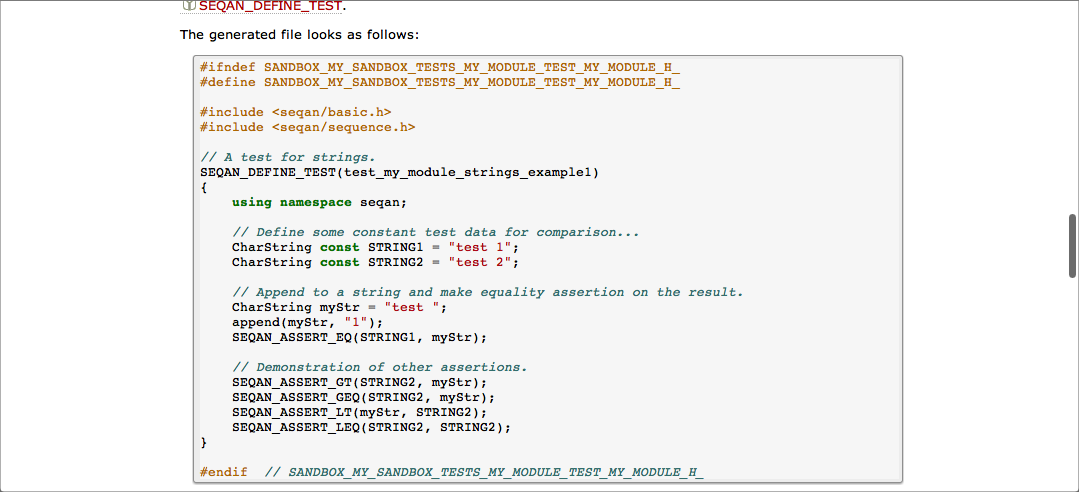 SEQAN_DEFINE_TEST.
The generated file looks as follows:
#ifndef SANDBOX_MY_SANDBOX_TESTS_MY_MODULE_TEST_MY_MODULE_H_
#define SANDBOX_MY_SANDBOX_TESTS_MY_MODULE_TEST_MY_MODULE_H_
#include <seqan/basic.h>
#include <seqan/sequence.h>
// A test for strings.
SEQAN_DEFINE_TEST(test_my_module_strings_example1)
{
using namespace seqan;
// Define some constant test data for comparison...
CharString const STRING1 = "test 1";
CharString const STRING2 = "test 2";
// Append to a string and make equality assertion on the result.
CharString myStr = "test ";
append(myStr, "1");
SEQAN_ASSERT_EQ(STRING1, myStr);
// Demonstration of other assertions.
SEQAN_ASSERT_GT(STRING2, myStr);
SEQAN_ASSERT_GEQ(STRING2, myStr);
SEQAN_ASSERT_LT(myStr, STRING2);
SEQAN_ASSERT_LEQ(STRING2, STRING2);
}
#endif  // SANDBOX_MY_SANDBOX_TESTS_MY_MODULE_TEST_MY_MODULE_H_